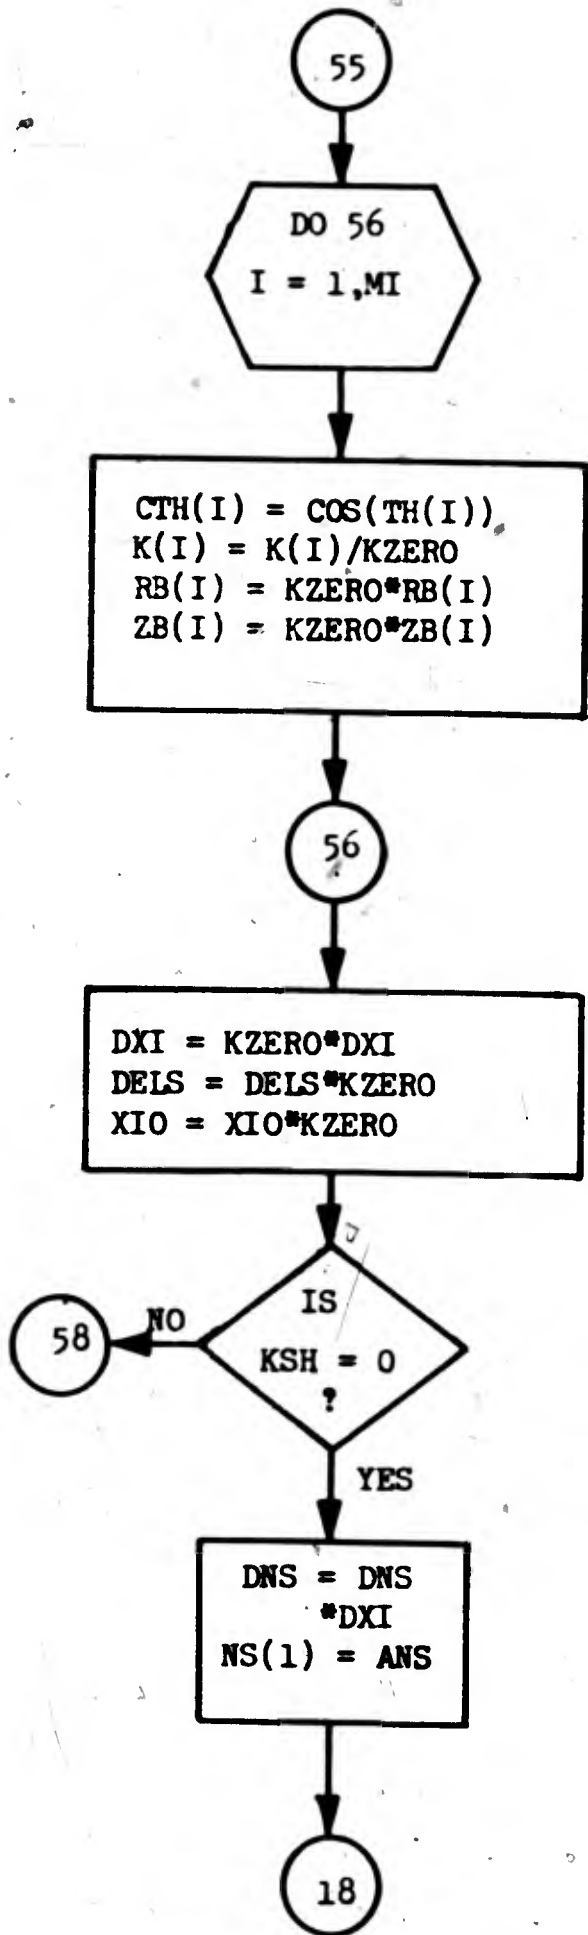 55
DO 56
I = 1,MI
CTH(I) = COS(TH(I))
K(I) = K(I)/KZERO
RB(I) = KZERO*RB(I)
ZB(I) = KZERO*ZB(I)
56
DXI = KZERO*DXI
DELS = DELS*KZERO
XIO = XIO*KZERO
IS
58 NO
KSH = 0
?
YES
DNS = DNS
*DXI
NS(1) = ANS
18